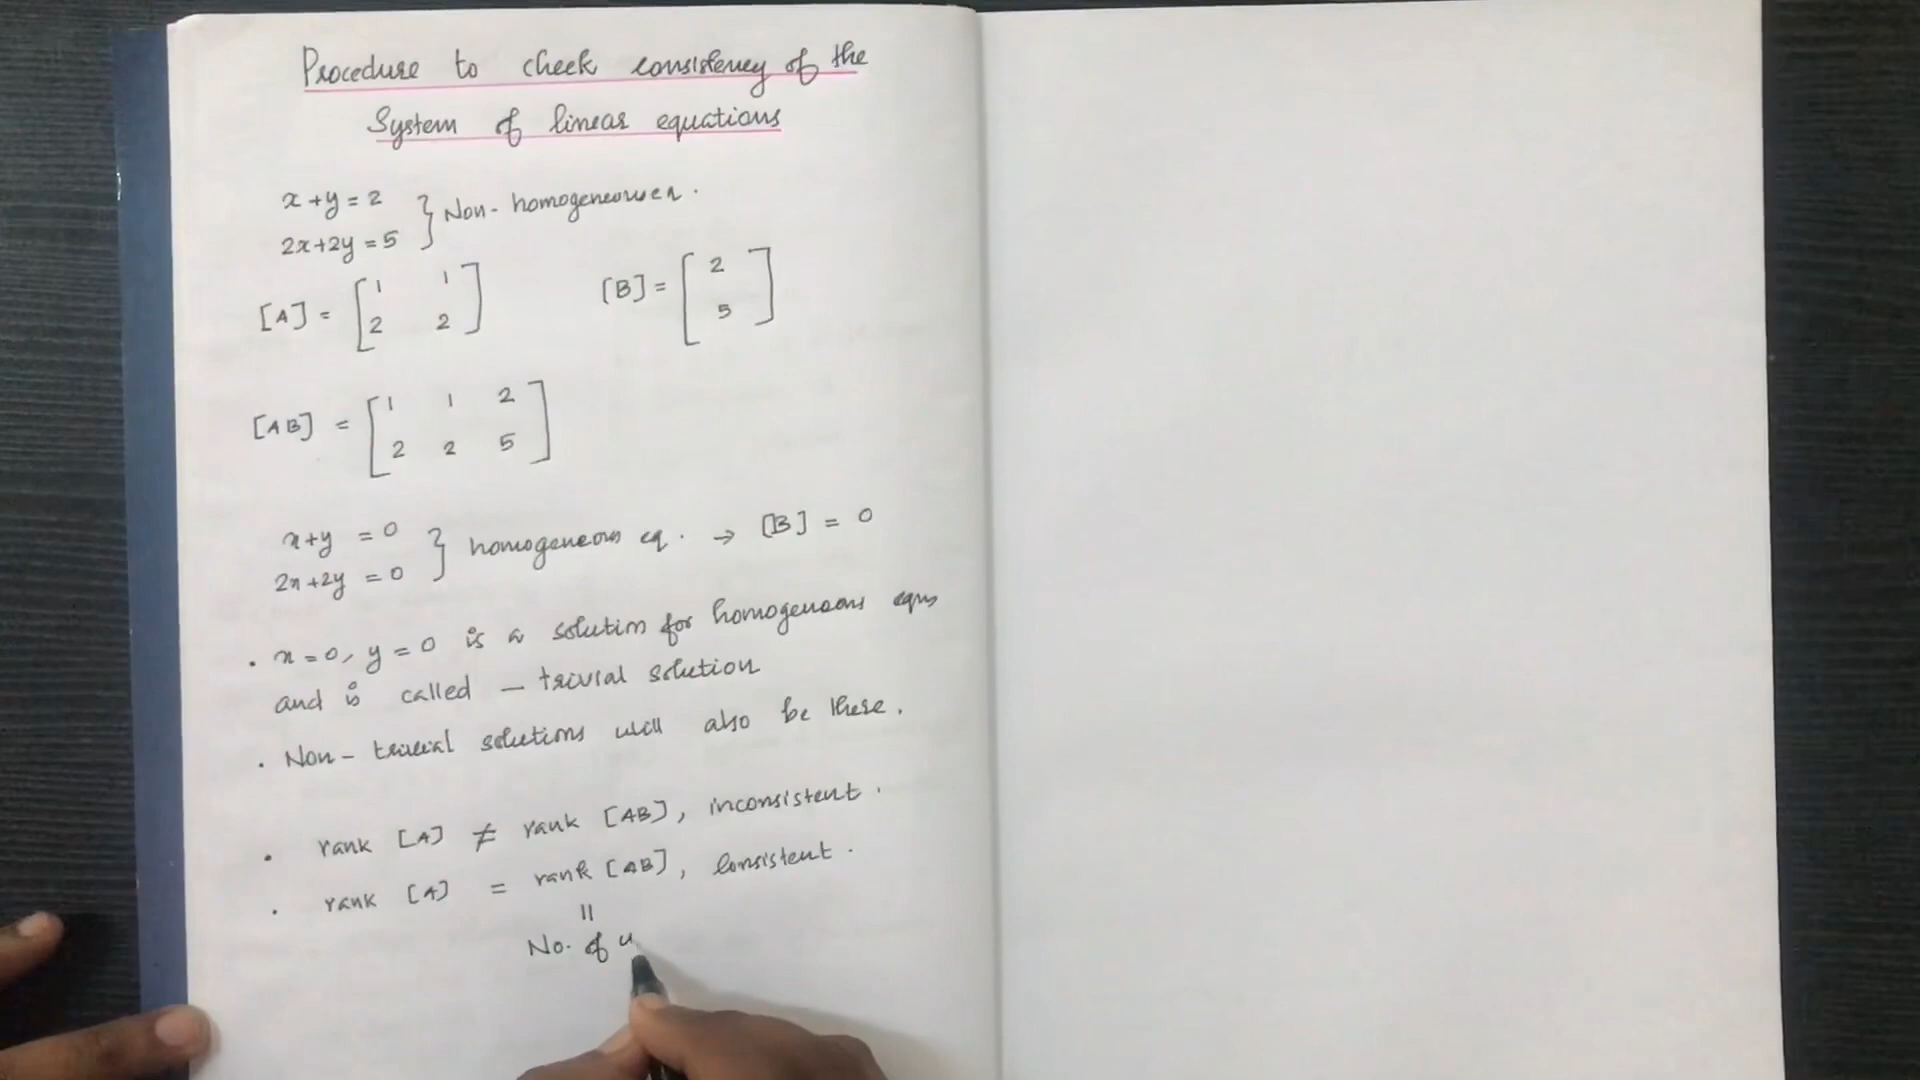 Procedure to check consistency of the
System of linear equations
x + y = 2
2x + 2y = 5 } Non-homogeneous en.
[A] = [1 1
2 2] [B] = [2
5]
[AB] = [1 1 2
2 2 5]
x + y = 0
2x + 2y = 0 } homogeneous eq. → [B] = 0
• x = 0, y = 0 is a solution for homogeneous eqns
and is called – trivial solution
• Non-trivial solutions will also be there.
• rank [A] ≠ rank [AB], inconsistent.
• rank [A] = rank [AB], consistent.
||
No. of u